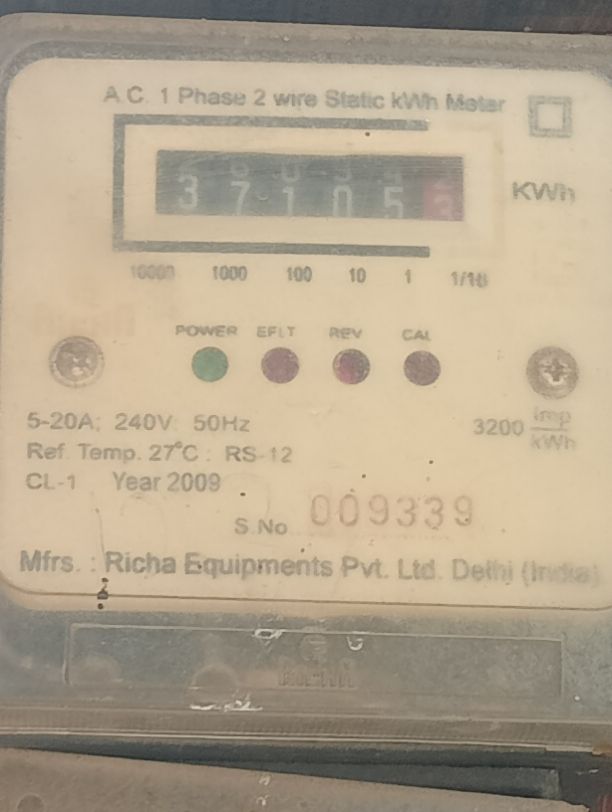 A.C. 1 Phase 2 wire Static kWh Meter
3 7 1 0 5 3
KWh
10000 1000 100 10 1 1/10
POWER EFLT REV CAL
5-20A; 240V 50Hz
3200 imp/kWh
Ref. Temp. 27°C : RS-12
CL-1 Year 2009
S.No 009339
Mfrs. : Richa Equipments Pvt. Ltd. Delhi (India)